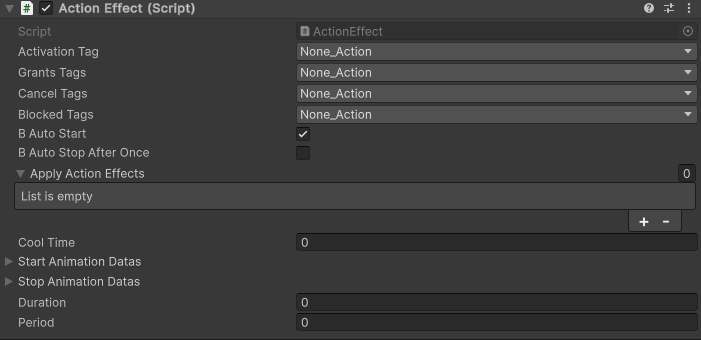 Action Effect (Script)
Script ActionEffect
Activation Tag None_Action
Grants Tags None_Action
Cancel Tags None_Action
Blocked Tags None_Action
B Auto Start
B Auto Stop After Once
Apply Action Effects 0
List is empty
+ -
Cool Time 0
Start Animation Datas
Stop Animation Datas
Duration 0
Period 0